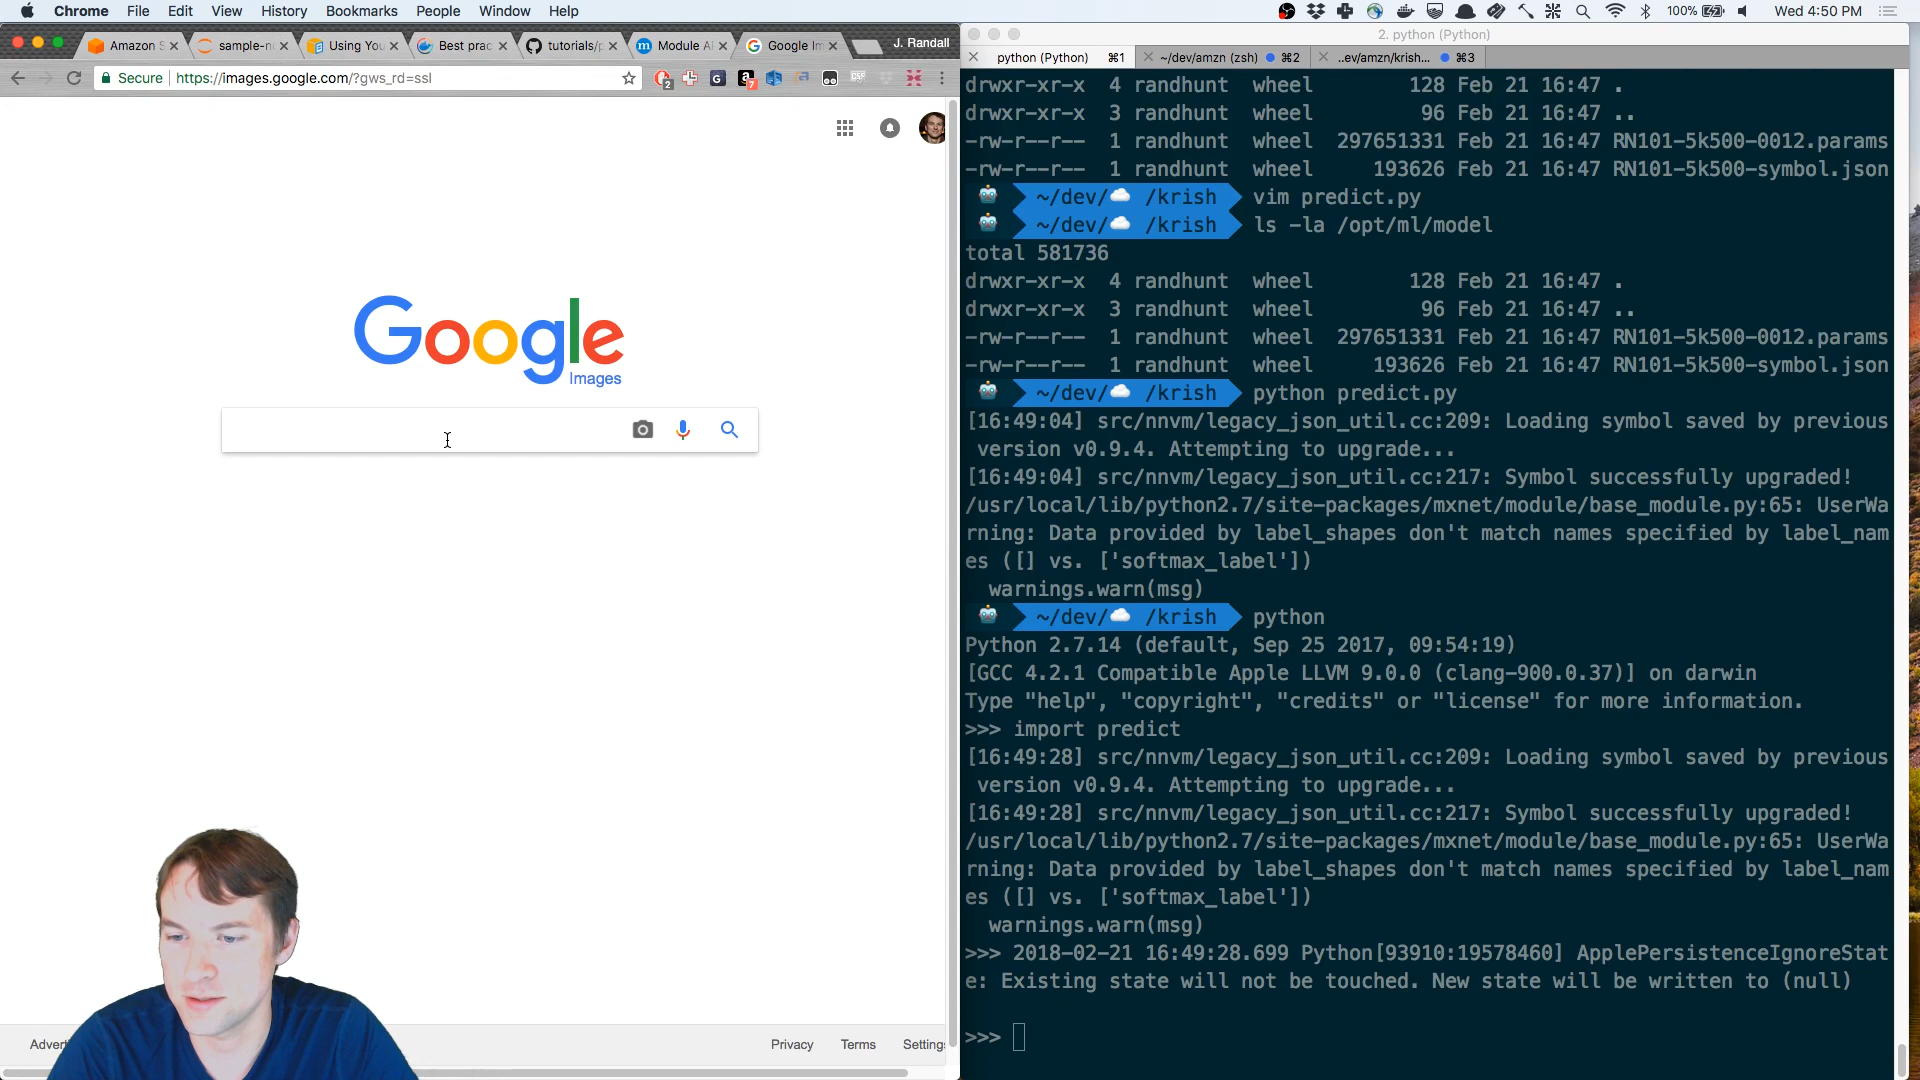 Chrome File Edit View History Bookmarks People Window Help
100% Wed 4:50 PM
Amazon S
sample-n
Using You
Best prac
tutorials/p
Module A
Google Im
J. Randall
Secure https://images.google.com/?gws_rd=ssl
Google
Images
Privacy Terms Settings
2. python (Python)
python (Python) ⌘1
~/dev/amzn (zsh) ⌘2
..ev/amzn/krish... ⌘3
drwxr-xr-x 4 randhunt wheel 128 Feb 21 16:47 .
drwxr-xr-x 3 randhunt wheel 96 Feb 21 16:47 ..
-rw-r--r-- 1 randhunt wheel 297651331 Feb 21 16:47 RN101-5k500-0012.params
-rw-r--r-- 1 randhunt wheel 193626 Feb 21 16:47 RN101-5k500-symbol.json
~/dev/☁️ /krish vim predict.py
~/dev/☁️ /krish ls -la /opt/ml/model
total 581736
drwxr-xr-x 4 randhunt wheel 128 Feb 21 16:47 .
drwxr-xr-x 3 randhunt wheel 96 Feb 21 16:47 ..
-rw-r--r-- 1 randhunt wheel 297651331 Feb 21 16:47 RN101-5k500-0012.params
-rw-r--r-- 1 randhunt wheel 193626 Feb 21 16:47 RN101-5k500-symbol.json
~/dev/☁️ /krish python predict.py
[16:49:04] src/nnvm/legacy_json_util.cc:209: Loading symbol saved by previous
version v0.9.4. Attempting to upgrade...
[16:49:04] src/nnvm/legacy_json_util.cc:217: Symbol successfully upgraded!
/usr/local/lib/python2.7/site-packages/mxnet/module/base_module.py:65: UserWa
rning: Data provided by label_shapes don't match names specified by label_nam
es ([] vs. ['softmax_label'])
warnings.warn(msg)
~/dev/☁️ /krish python
Python 2.7.14 (default, Sep 25 2017, 09:54:19)
[GCC 4.2.1 Compatible Apple LLVM 9.0.0 (clang-900.0.37)] on darwin
Type "help", "copyright", "credits" or "license" for more information.
>>> import predict
[16:49:28] src/nnvm/legacy_json_util.cc:209: Loading symbol saved by previous
version v0.9.4. Attempting to upgrade...
[16:49:28] src/nnvm/legacy_json_util.cc:217: Symbol successfully upgraded!
/usr/local/lib/python2.7/site-packages/mxnet/module/base_module.py:65: UserWa
rning: Data provided by label_shapes don't match names specified by label_nam
es ([] vs. ['softmax_label'])
warnings.warn(msg)
>>> 2018-02-21 16:49:28.699 Python[93910:19578460] ApplePersistenceIgnoreStat
e: Existing state will not be touched. New state will be written to (null)
>>>